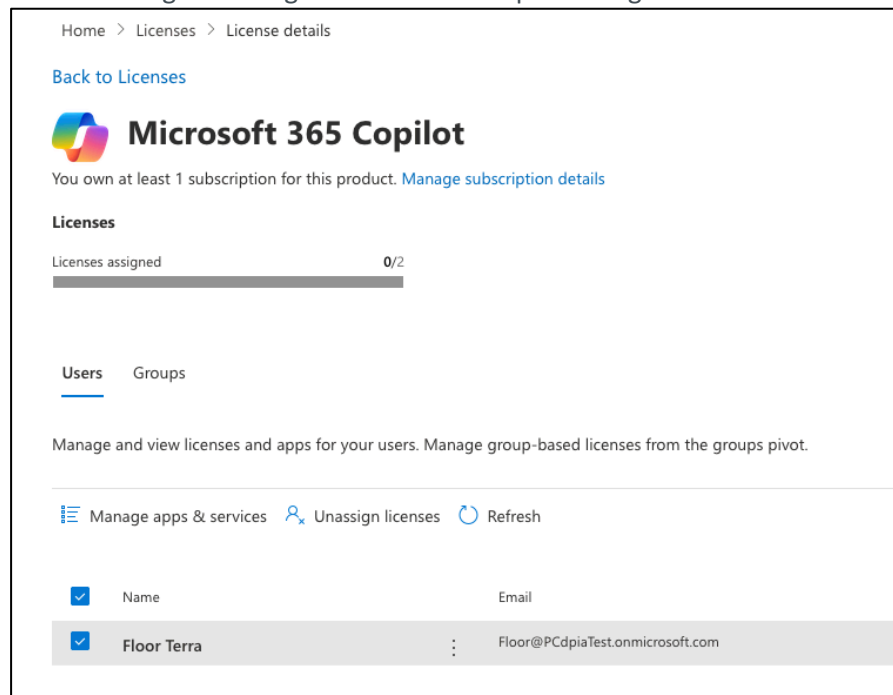 Home > Licenses > License details
Back to Licenses
Microsoft 365 Copilot
You own at least 1 subscription for this product. Manage subscription details
Licenses
Licenses assigned 0/2
Users Groups
Manage and view licenses and apps for your users. Manage group-based licenses from the groups pivot.
Manage apps & services Unassign licenses Refresh
Name Email
Floor Terra Floor@PCdpiaTest.onmicrosoft.com